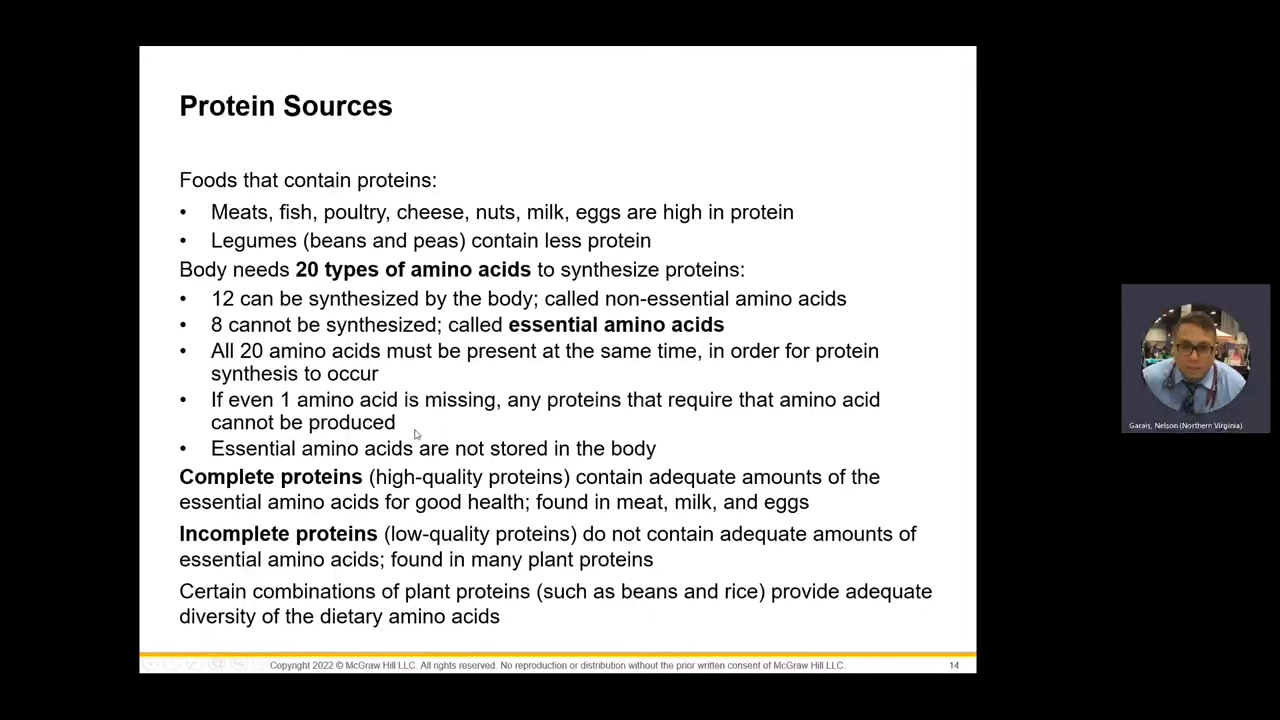 Protein Sources
Foods that contain proteins:
• Meats, fish, poultry, cheese, nuts, milk, eggs are high in protein
• Legumes (beans and peas) contain less protein
Body needs 20 types of amino acids to synthesize proteins:
• 12 can be synthesized by the body; called non-essential amino acids
• 8 cannot be synthesized; called essential amino acids
• All 20 amino acids must be present at the same time, in order for protein
synthesis to occur
• If even 1 amino acid is missing, any proteins that require that amino acid
cannot be produced
• Essential amino acids are not stored in the body
Complete proteins (high-quality proteins) contain adequate amounts of the
essential amino acids for good health; found in meat, milk, and eggs
Incomplete proteins (low-quality proteins) do not contain adequate amounts of
essential amino acids; found in many plant proteins
Certain combinations of plant proteins (such as beans and rice) provide adequate
diversity of the dietary amino acids
Copyright 2022 © McGraw Hill LLC. All rights reserved. No reproduction or distribution without the prior written consent of McGraw Hill LLC.
14
Garais, Nelson (Northern Virginia)